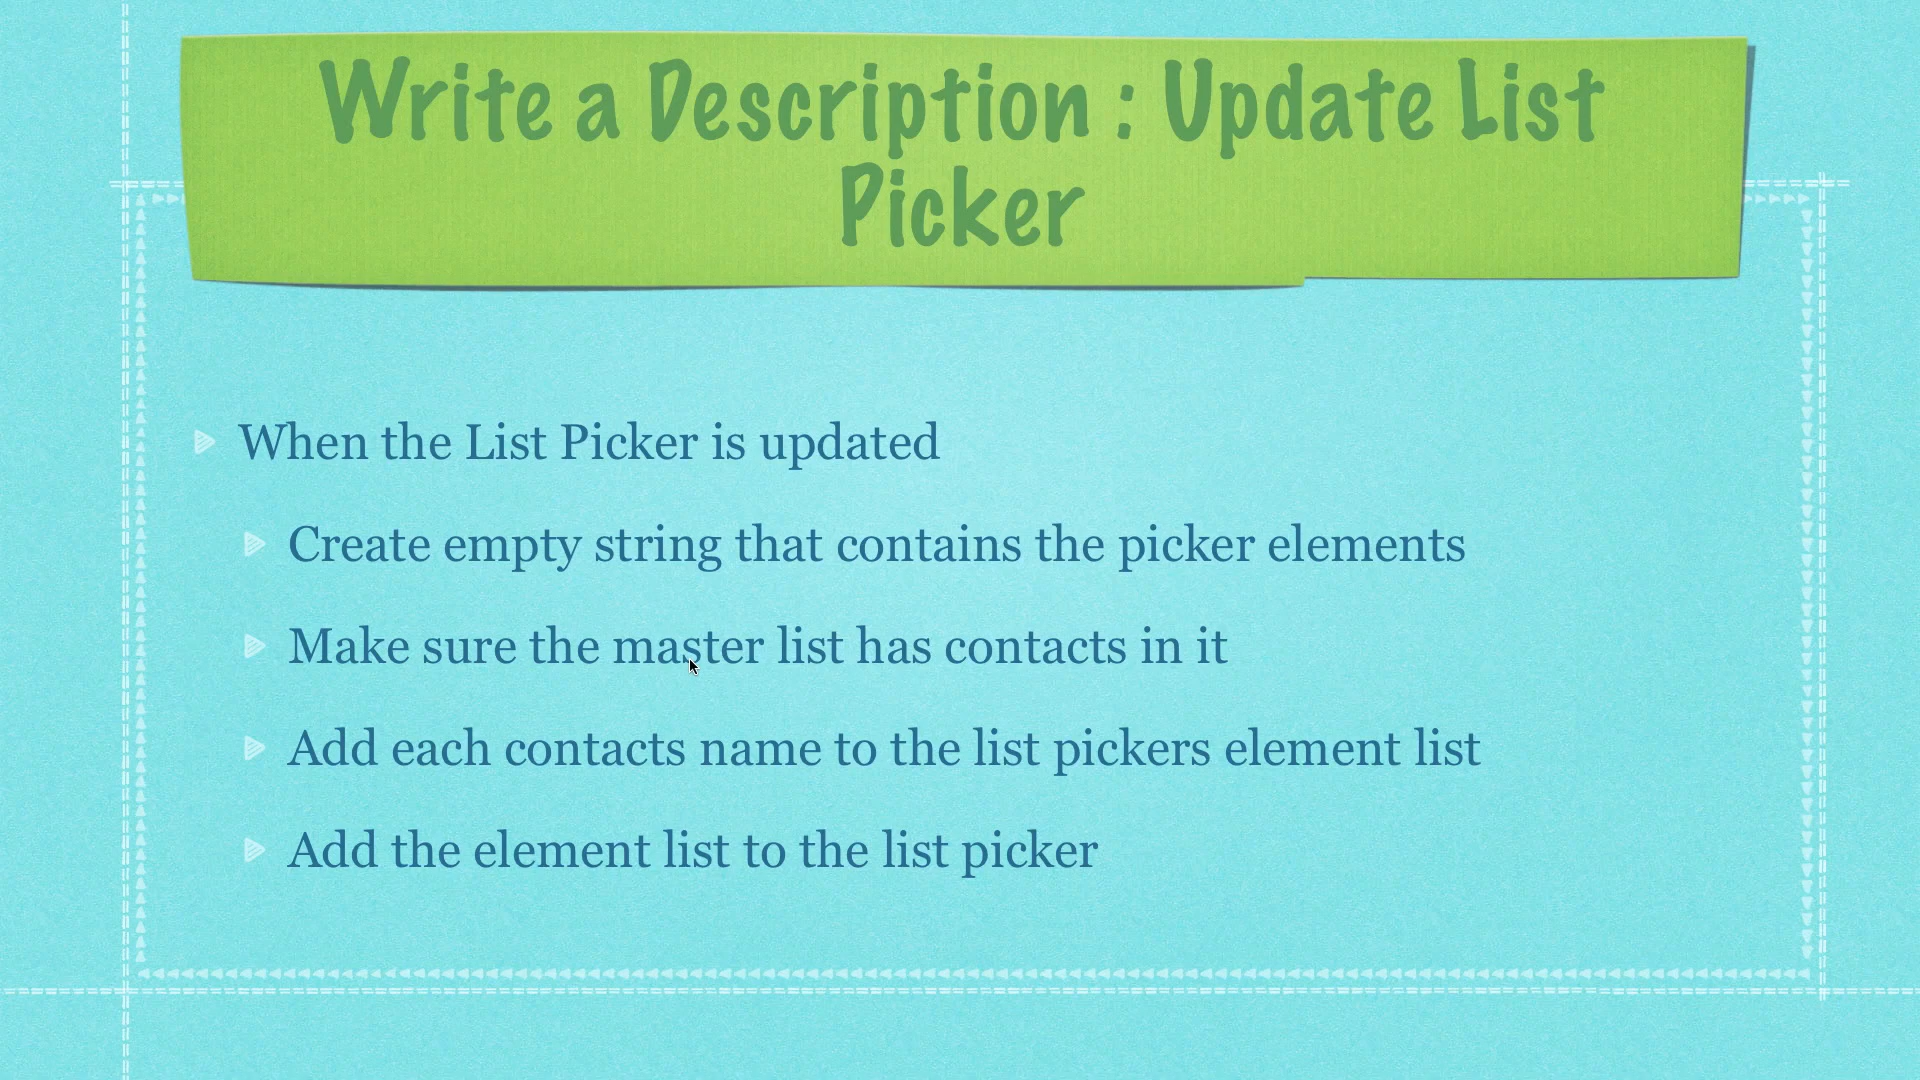 Write a Description : Update List
Picker
When the List Picker is updated
Create empty string that contains the picker elements
Make sure the master list has contacts in it
Add each contacts name to the list pickers element list
Add the element list to the list picker